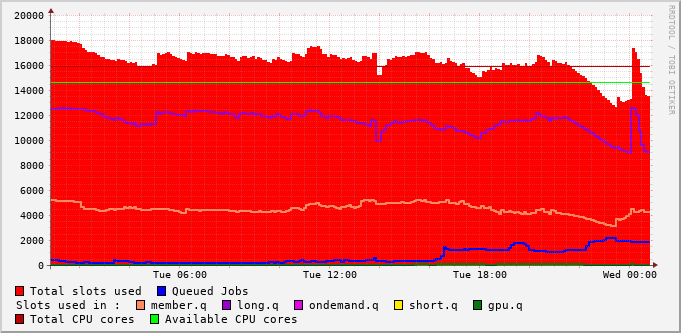 20000
18000
16000
14000
12000
10000
8000
6000
4000
2000
0
Tue 06:00 Tue 12:00 Tue 18:00 Wed 00:00
RRDTOOL / TOBI OETIKER
Total slots used Queued Jobs
Slots used in : member.q long.q ondemand.q short.q gpu.q
Total CPU cores Available CPU cores